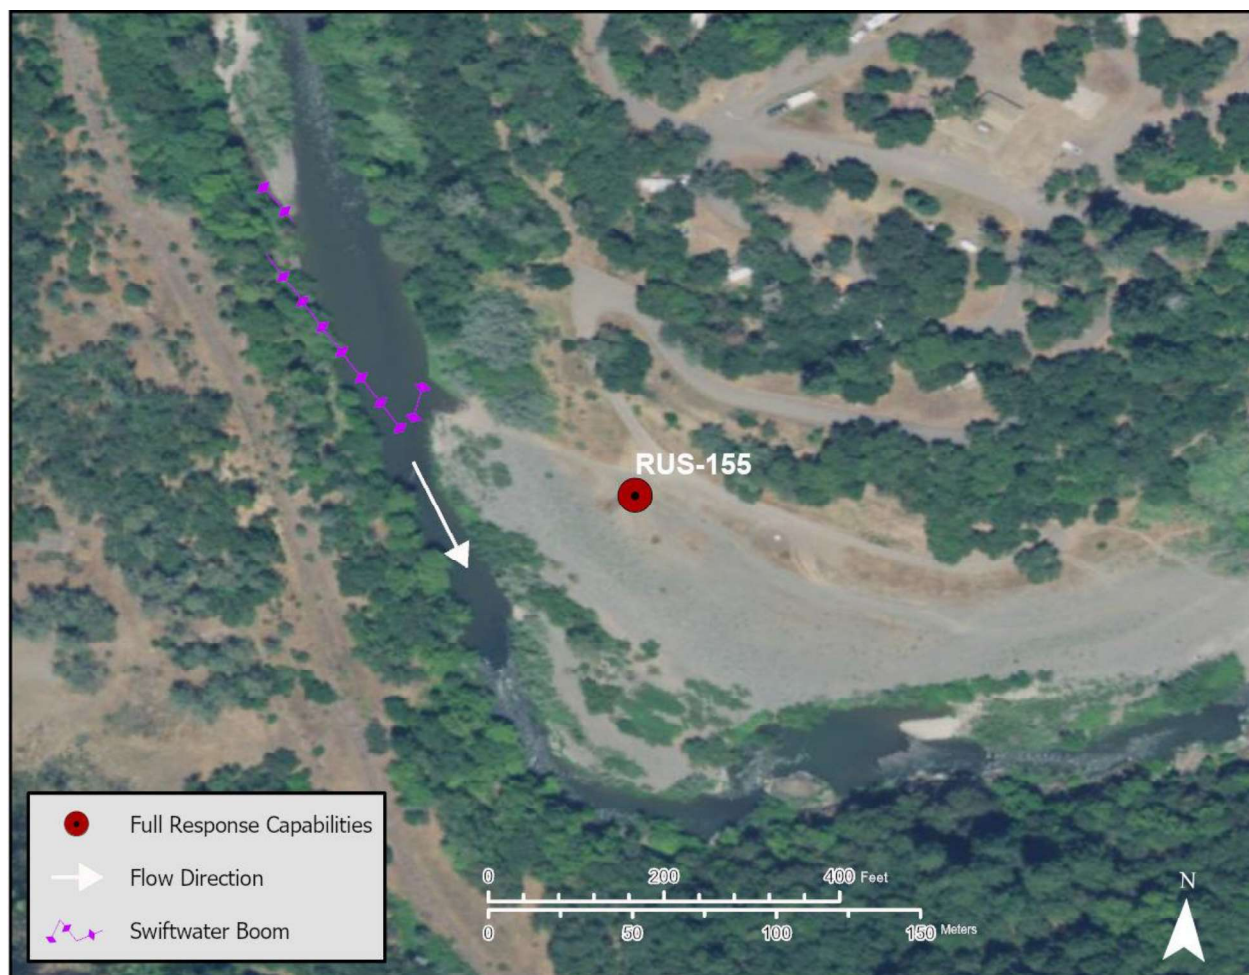 RUS-155
Full Response Capabilities
Flow Direction
Swiftwater Boom
0 200 400 Feet
0 50 100 150 Meters
N